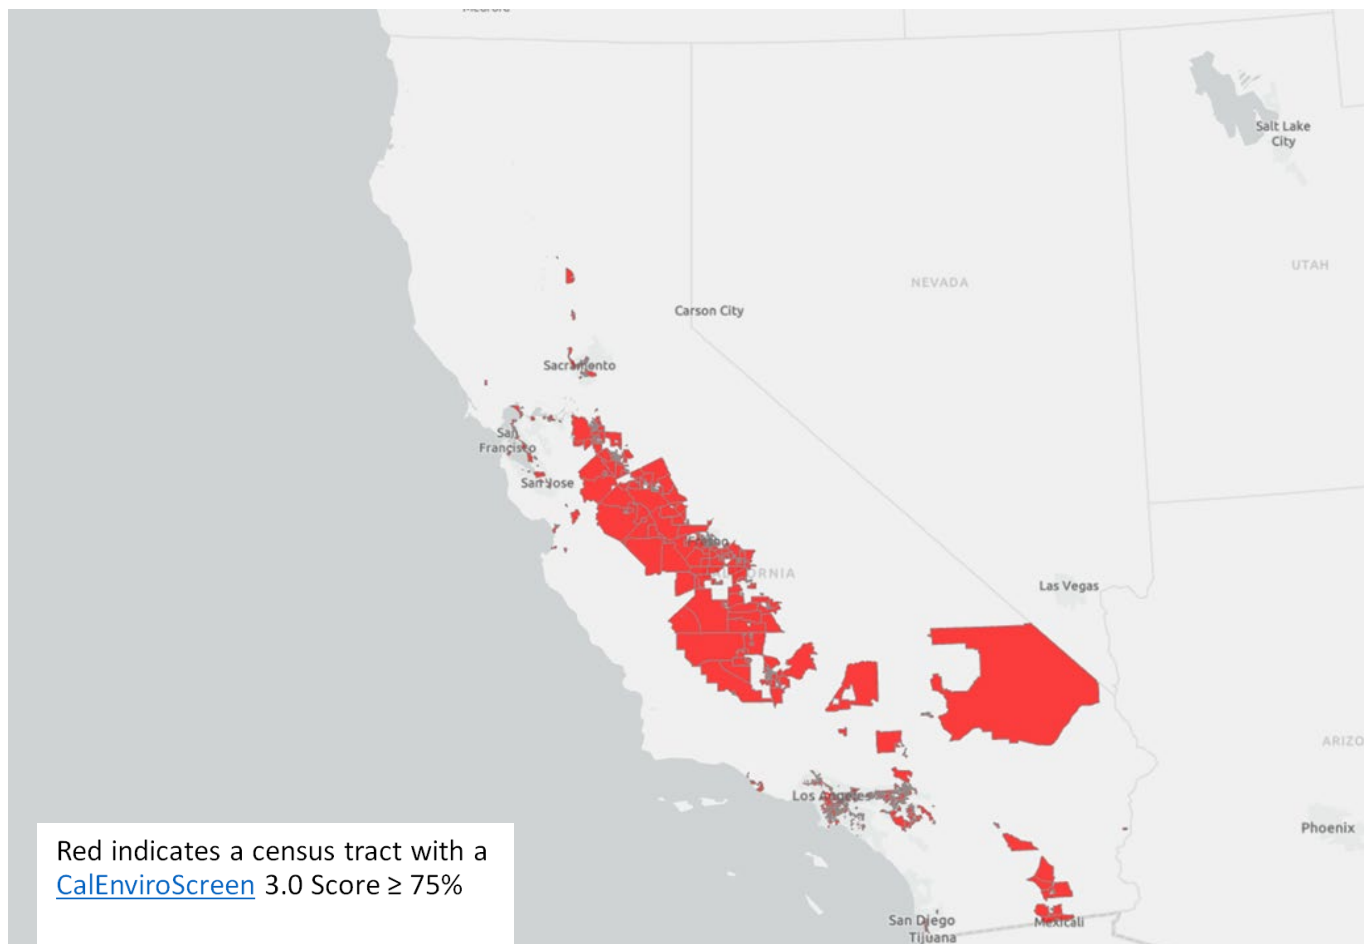 Salt Lake
City
UTAH
NEVADA
Carson City
Sacramento
San
Francisco
San Jose
Fresno
Las Vegas
ARIZO
Los Angeles
Phoenix
San Diego
Mexicali
Tijuana
Red indicates a census tract with a
CalEnviroScreen 3.0 Score ≥ 75%